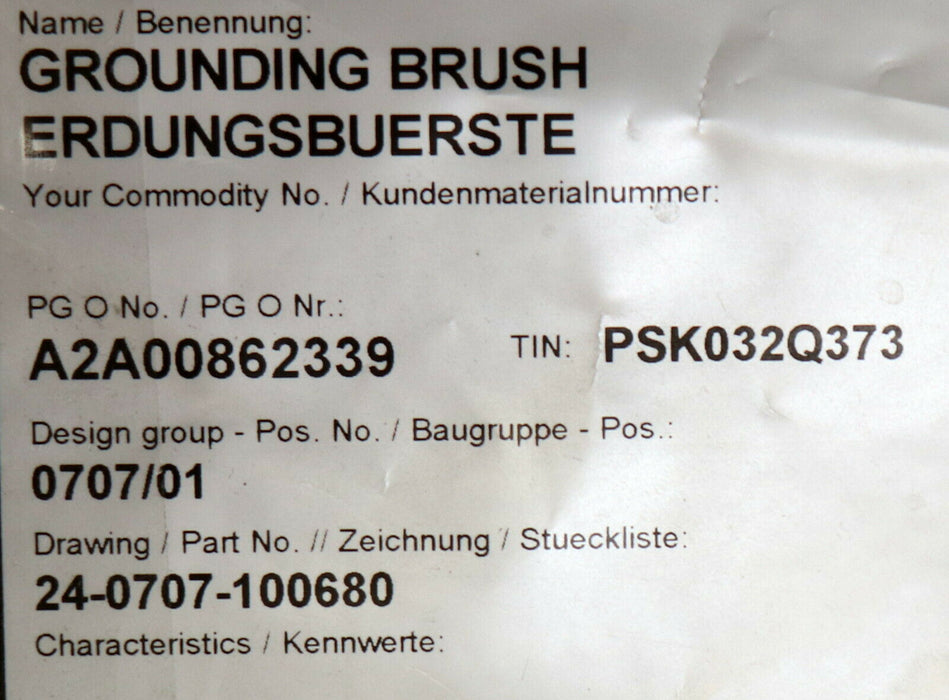 Name / Benennung:
GROUNDING BRUSH
ERDUNGSBUERSTE
Your Commodity No. / Kundenmaterialnummer:
PG O No. / PG O Nr.:
A2A00862339 TIN: PSK032Q373
Design group - Pos. No. / Baugruppe - Pos.:
0707/01
Drawing / Part No. // Zeichnung / Stueckliste:
24-0707-100680
Characteristics / Kennwerte: